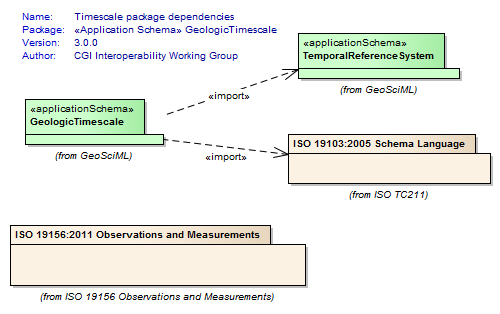 Name: Timescale package dependencies
Package: «Application Schema» GeologicTimescale
Version: 3.0.0
Author: CGI Interoperability Working Group
«applicationSchema»
TemporalReferenceSystem
(from GeoSciML)
«import»
«applicationSchema»
GeologicTimescale
(from GeoSciML)
«import»
ISO 19103:2005 Schema Language
(from ISO TC211)
ISO 19156:2011 Observations and Measurements
(from ISO 19156 Observations and Measurements)